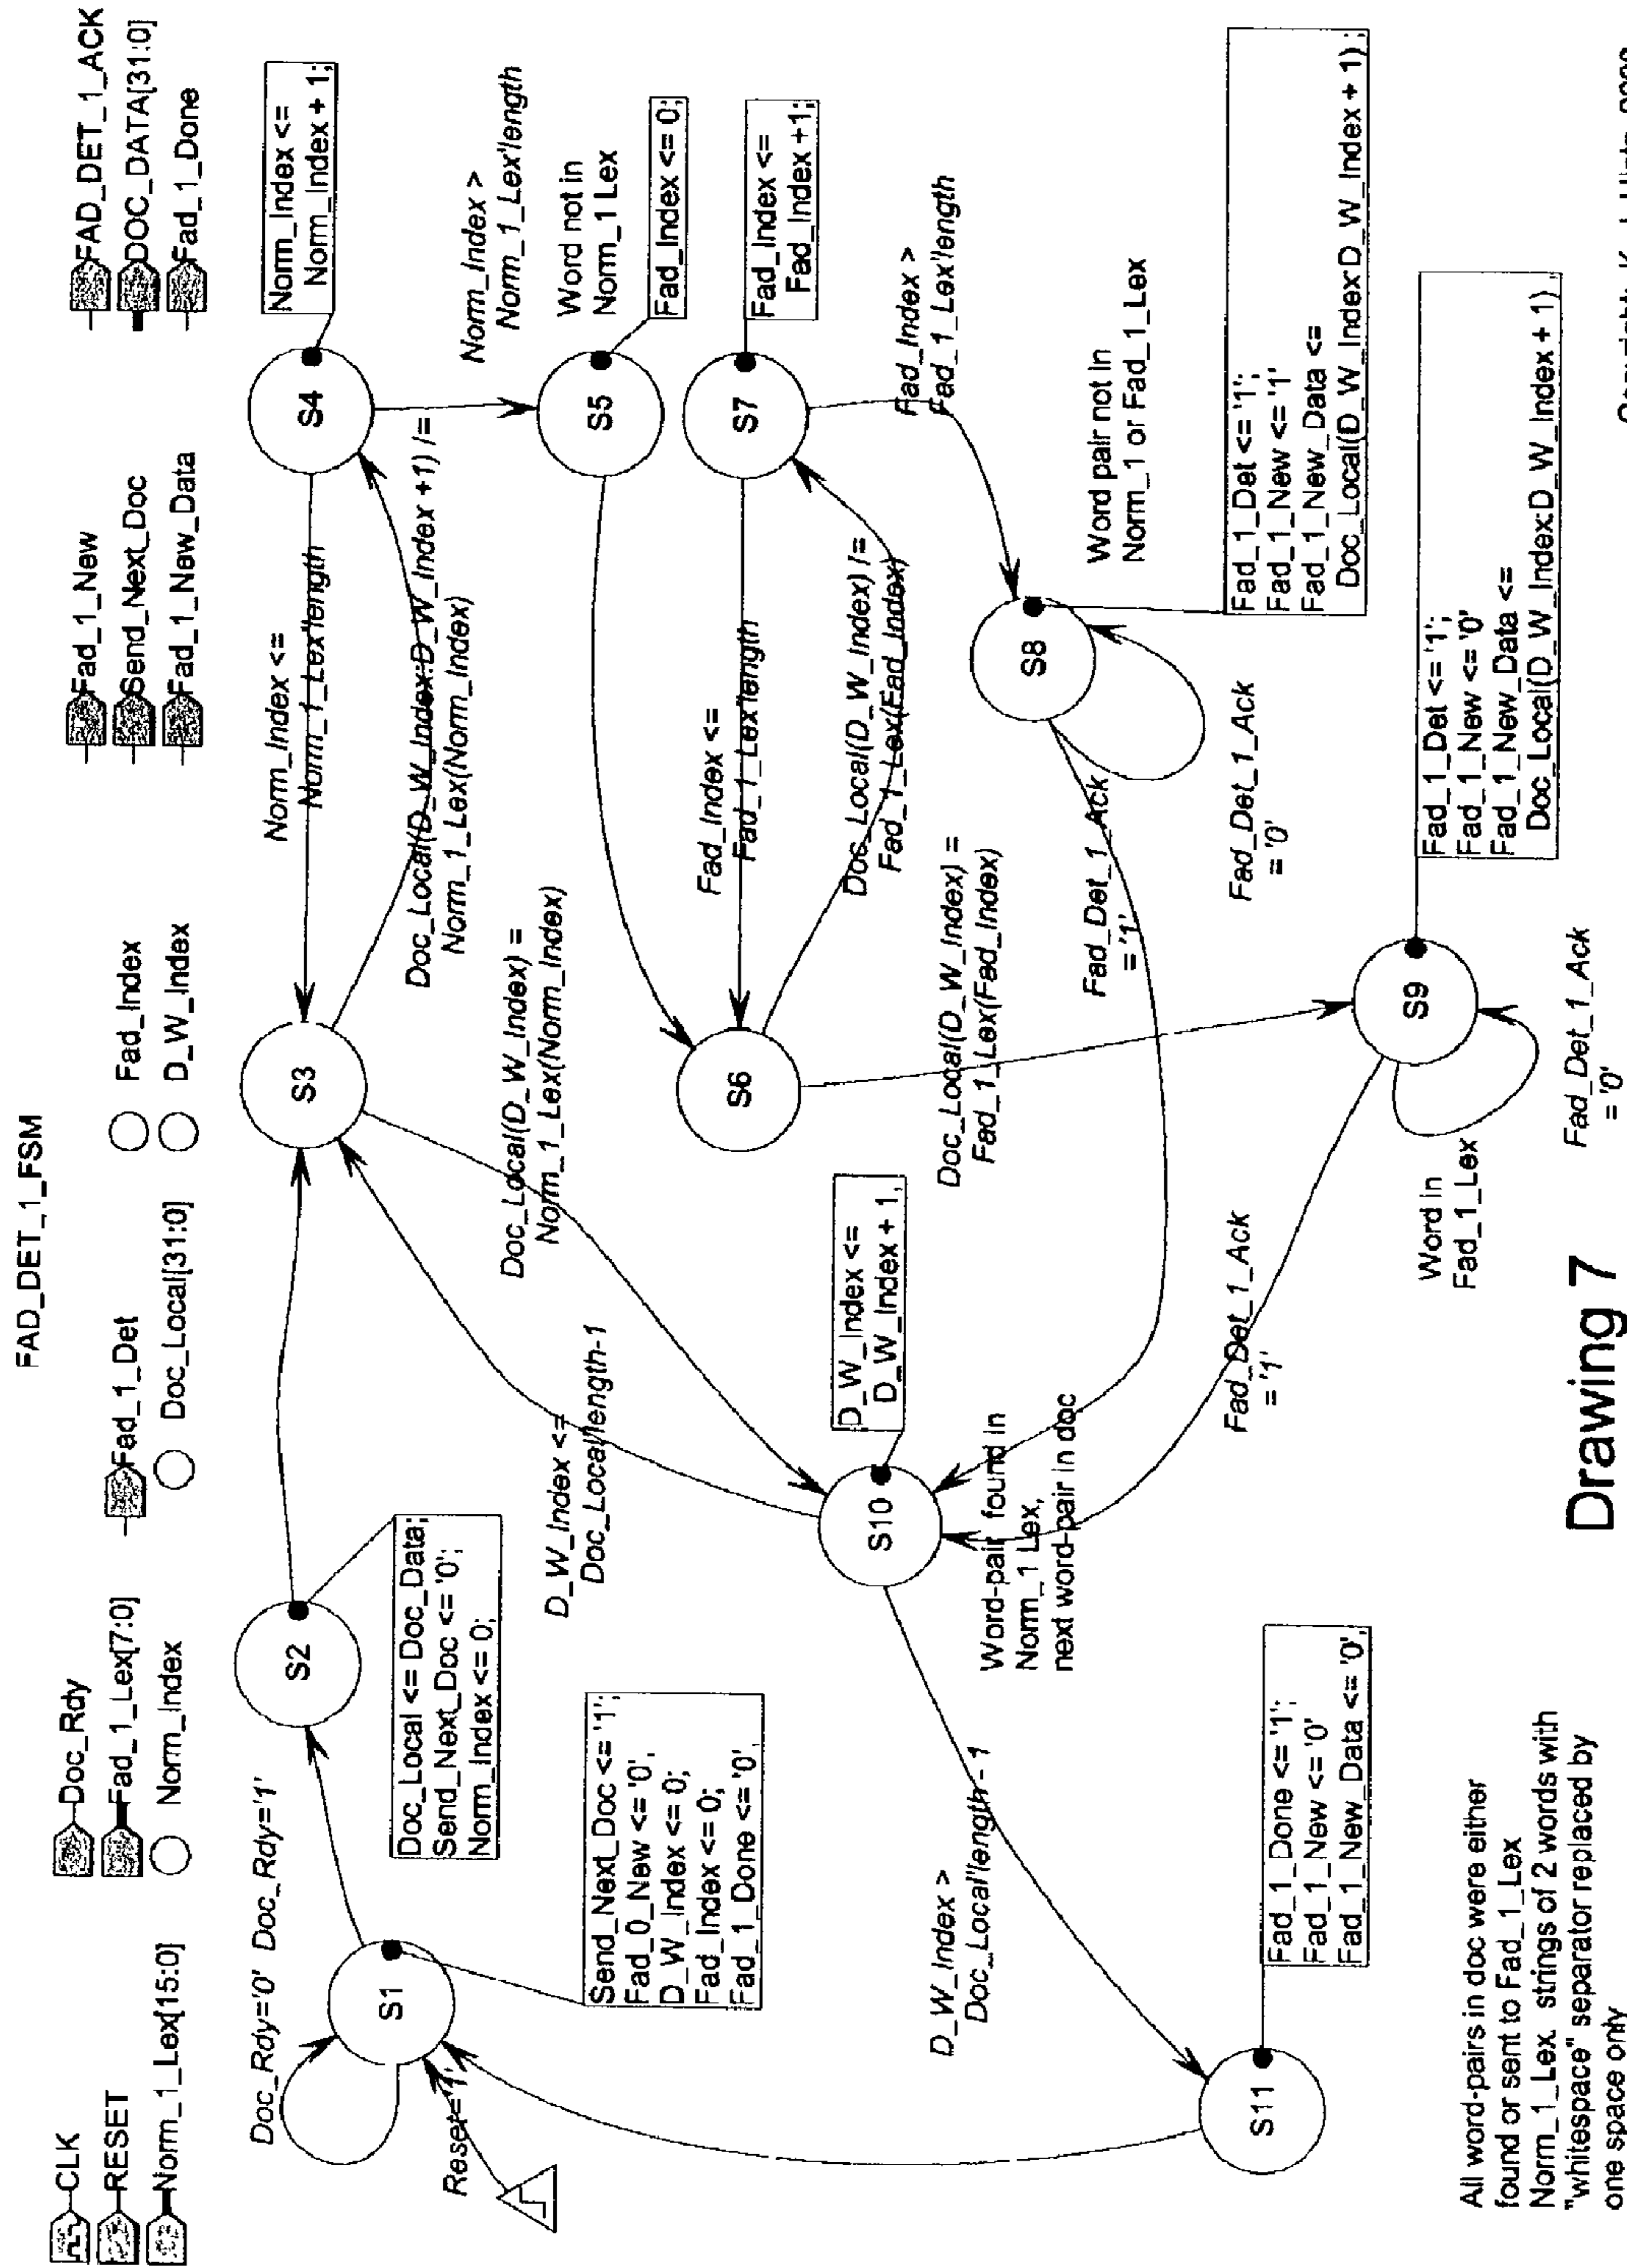 FAD_DET_1_FSM
CLK
RESET
Norm_1_Lex[15:0]
Doc_Rdy
Fad_1_Lex[7:0]
Norm_Index
Fad_1_Det
Doc_Local[31:0]
Fad_Index
D_W_Index
Fad_1_New
Send_Next_Doc
Fad_1_New_Data
FAD_DET_1_ACK
DOC_DATA[31:0]
Fad_1_Done
Doc_Rdy='0'
Doc_Rdy='1'
Reset='1'
S1
Send_Next_Doc <= '1';
Fad_0_New <= '0';
D_W_Index <= 0;
Fad_Index <= 0;
Fad_1_Done <= '0'
S2
Doc_Local <= Doc_Data;
Send_Next_Doc <= '0';
Norm_Index <= 0;
S3
Norm_Index <=
Norm_1_Lex'length
Doc_Local(D_W_Index:D_W_Index +1) /=
Norm_1_Lex(Norm_Index)
S4
Norm_Index <=
Norm_Index + 1;
Norm_Index >
Norm_1_Lex'length
Doc_Local(D_W_Index) =
Norm_1_Lex(Norm_Index)
D_W_Index <=
Doc_Local'length-1
S5
Word not in
Norm_1 Lex
Fad_Index <= 0;
S6
Fad_Index <=
Fad_1_Lex'length
Doc_Local(D_W_Index) /=
Fad_1_Lex(Fad_Index)
S7
Fad_Index <=
Fad_Index +1;
Fad_Index >
Fad_1_Lex'length
Doc_Local(D_W_Index) =
Fad_1_Lex(Fad_Index)
S8
Word pair not in
Norm_1 or Fad_1_Lex
Fad_1_Det <= '1';
Fad_1_New <= '1'
Fad_1_New_Data <=
Doc_Local(D_W_Index:D_W_Index + 1) ;
Fad_Det_1_Ack
= '1'
Fad_Det_1_Ack
= '0'
S10
D_W_Index <=
D_W_Index + 1,
Word-pair found in
Norm_1 Lex,
next word-pair in doc
Fad_Det_1_Ack
= '1'
S9
Word in
Fad_1_Lex
Fad_Det_1_Ack
= '0'
Fad_1_Det <= '1';
Fad_1_New <= '0'
Fad_1_New_Data <=
Doc_Local(D_W_Index:D_W_Index + 1)
D_W_Index >
Doc_Local'length - 1
S11
Fad_1_Done <= '1';
Fad_1_New <= '0'
Fad_1_New_Data <= '0'
All word-pairs in doc were either
found or sent to Fad_1_Lex
Norm_1_Lex. strings of 2 words with
"whitespace" separator replaced by
one space only
Drawing 7